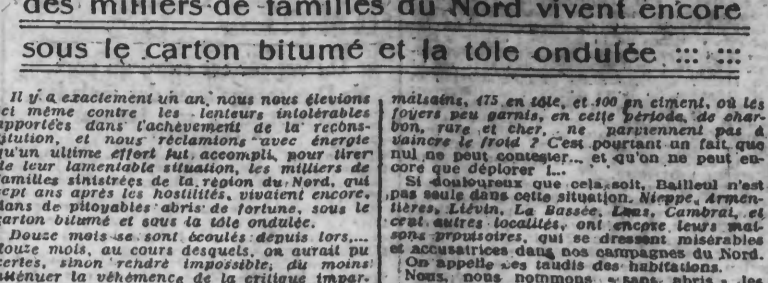 des milliers de familles du Nord vivent encore
sous le carton bitumé et la tôle ondulée ::: :::
Il y a exactement un an, nous nous élevions
ici même contre les lenteurs intolérables
apportées dans l'achèvement de la recons-
titution, et nous réclamions avec énergie
qu'un ultime effort fut accompli, pour tirer
de leur lamentable situation, les milliers de
familles sinistrées de la région du Nord, qui
sept ans après les hostilités, vivaient encore,
dans de pitoyables abris de fortune, sous le
carton bitumé et sous la tôle ondulée.
Douze mois se sont écoulés depuis lors,...
douze mois, au cours desquels, on aurait pu
certes, sinon rendre impossible, du moins
atténuer la véhémence de la critique impar-
malsains, 175 en tôle, et 100 en ciment, où les
foyers peu garnis, en cette période, de char-
bon, rare et cher, ne parviennent pas à
vaincre le froid ? C'est pourtant un fait, que
nul ne peut contester... et qu'on ne peut en-
core que déplorer !...
Si douloureux que cela soit, Bailleul n'est
pas seule dans cette situation. Nieppe, Armen-
tières, Liévin, La Bassée, Lens, Cambrai, et
cent autres localités, ont encore leurs mai-
sons provisoires, qui se dressent misérables
et accusatrices dans nos campagnes du Nord.
On appelle ces taudis des habitations.
Nous, nous nommons « sans abris » les